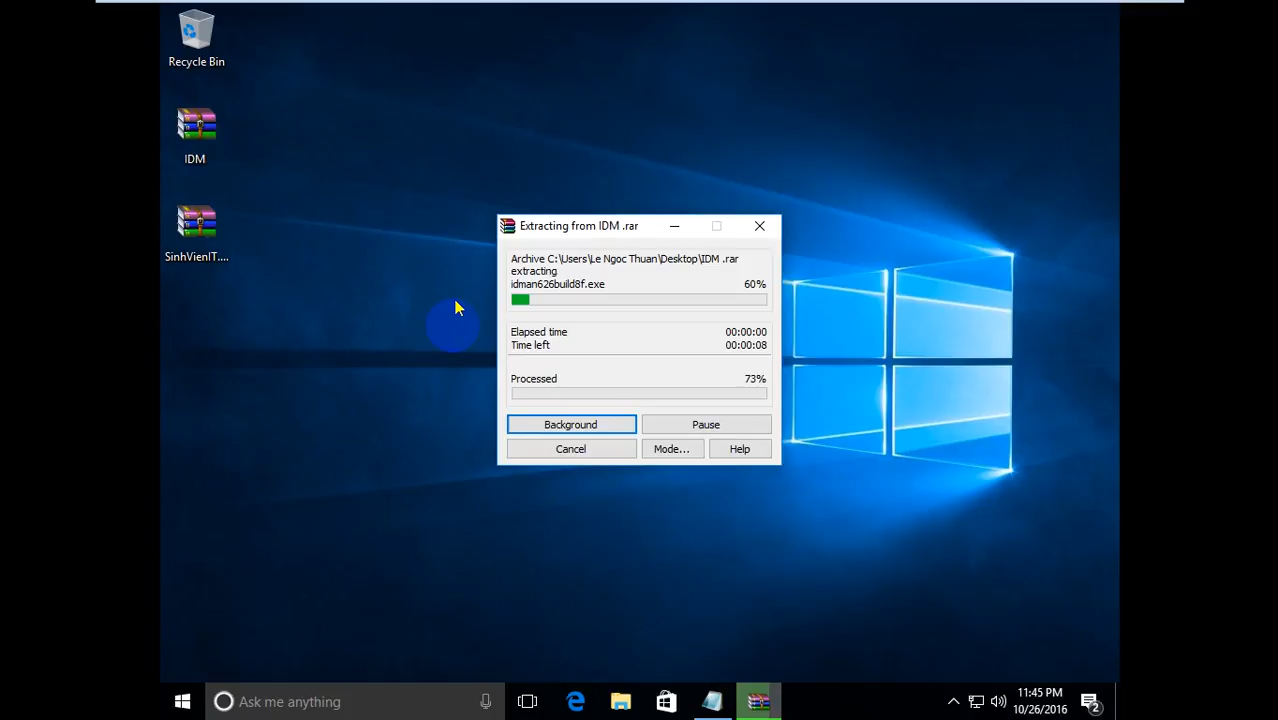 Recycle Bin
IDM
SinhVienIT....
Extracting from IDM .rar
Archive C:\Users\Le Ngoc Thuan\Desktop\IDM .rar
extracting
idman626build8f.exe 60%
Elapsed time 00:00:00
Time left 00:00:08
Processed 73%
Background Pause
Cancel Mode... Help
Ask me anything
11:45 PM
10/26/2016
2